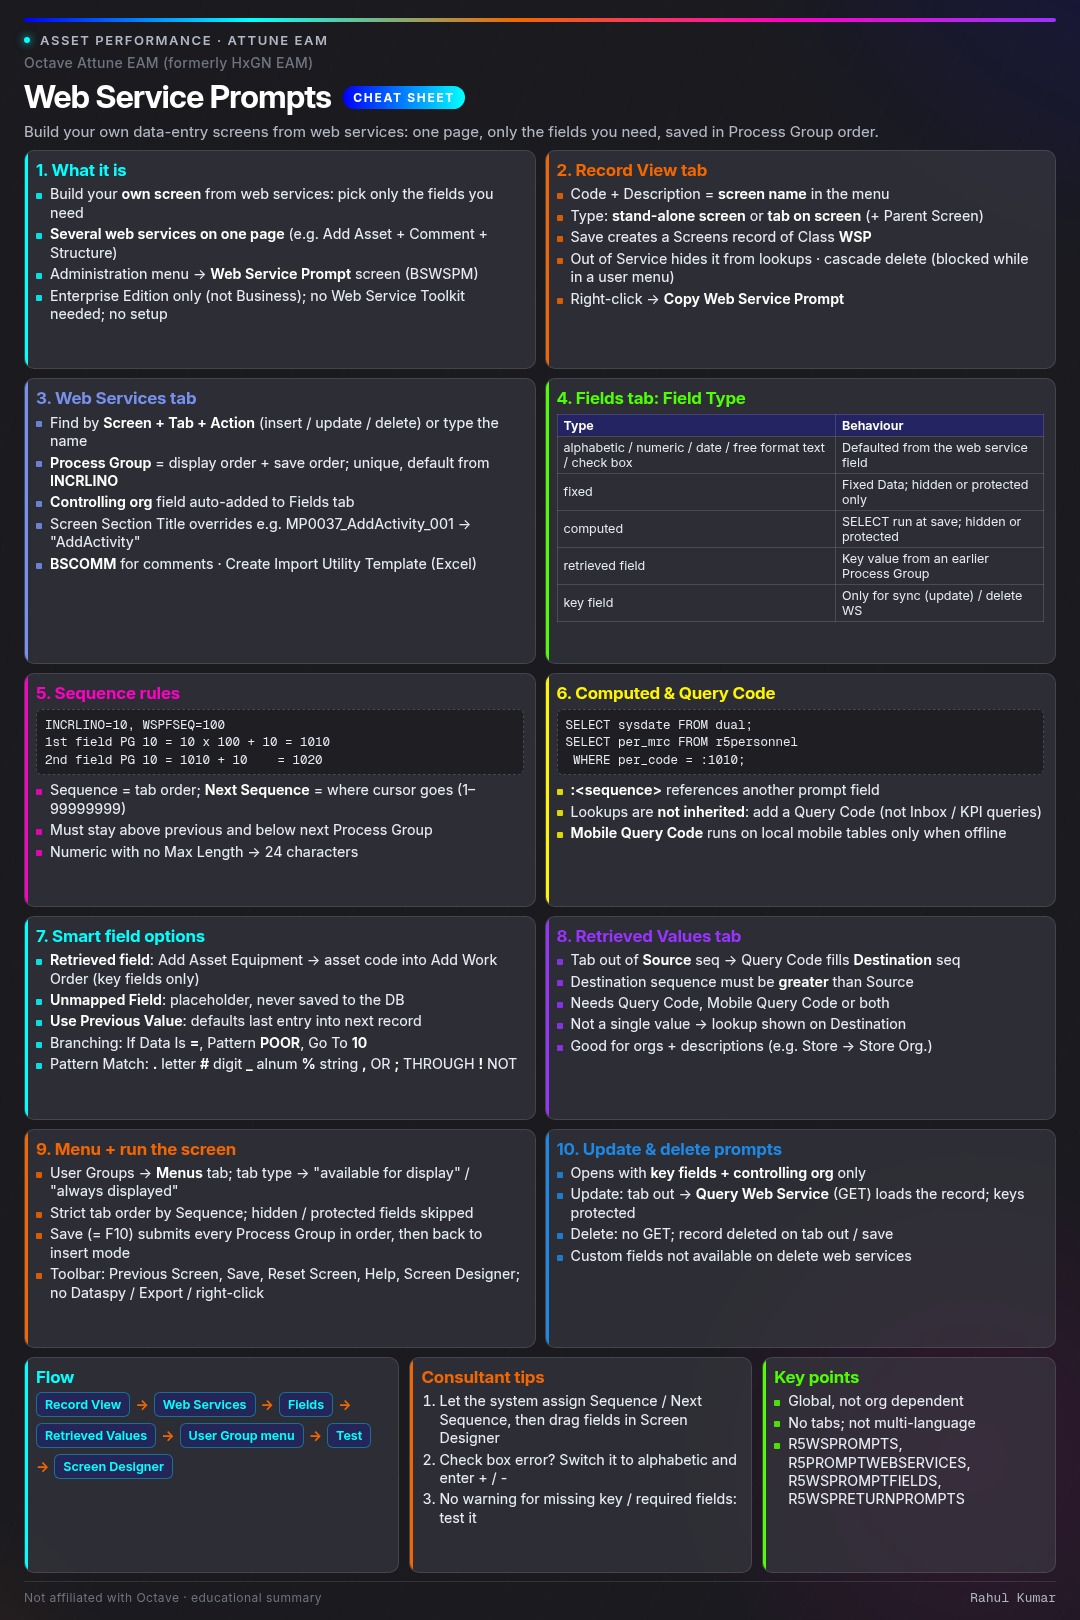 ASSET PERFORMANCE · ATTUNE EAM
Octave Attune EAM (formerly HxGN EAM)
Web Service Prompts CHEAT SHEET
Build your own data-entry screens from web services: one page, only the fields you need, saved in Process Group order.
1. What it is
Build your own screen from web services: pick only the fields you
need
Several web services on one page (e.g. Add Asset + Comment +
Structure)
Administration menu → Web Service Prompt screen (BSWSPM)
Enterprise Edition only (not Business); no Web Service Toolkit
needed; no setup
2. Record View tab
Code + Description = screen name in the menu
Type: stand-alone screen or tab on screen (+ Parent Screen)
Save creates a Screens record of Class WSP
Out of Service hides it from lookups · cascade delete (blocked while
in a user menu)
Right-click → Copy Web Service Prompt
3. Web Services tab
Find by Screen + Tab + Action (insert / update / delete) or type the
name
Process Group = display order + save order; unique, default from
INCRLINO
Controlling org field auto-added to Fields tab
Screen Section Title overrides e.g. MP0037_AddActivity_001 →
"AddActivity"
BSCOMM for comments · Create Import Utility Template (Excel)
4. Fields tab: Field Type
Type Behaviour
alphabetic / numeric / date / free format text
/ check box
Defaulted from the web service
field
fixed
Fixed Data; hidden or protected
only
computed
SELECT run at save; hidden or
protected
retrieved field
Key value from an earlier
Process Group
key field
Only for sync (update) / delete
WS
5. Sequence rules
INCRLINO=10, WSPFSEQ=100
1st field PG 10 = 10 x 100 + 10 = 1010
2nd field PG 10 = 1010 + 10    = 1020
Sequence = tab order; Next Sequence = where cursor goes (1–
99999999)
Must stay above previous and below next Process Group
Numeric with no Max Length → 24 characters
6. Computed & Query Code
SELECT sysdate FROM dual;
SELECT per_mrc FROM r5personnel
WHERE per_code = :1010;
:<sequence> references another prompt field
Lookups are not inherited: add a Query Code (not Inbox / KPI queries)
Mobile Query Code runs on local mobile tables only when offline
7. Smart field options
Retrieved field: Add Asset Equipment → asset code into Add Work
Order (key fields only)
Unmapped Field: placeholder, never saved to the DB
Use Previous Value: defaults last entry into next record
Branching: If Data Is =, Pattern POOR, Go To 10
Pattern Match: . letter # digit _ alnum % string , OR ; THROUGH ! NOT
8. Retrieved Values tab
Tab out of Source seq → Query Code fills Destination seq
Destination sequence must be greater than Source
Needs Query Code, Mobile Query Code or both
Not a single value → lookup shown on Destination
Good for orgs + descriptions (e.g. Store → Store Org.)
9. Menu + run the screen
User Groups → Menus tab; tab type → "available for display" /
"always displayed"
Strict tab order by Sequence; hidden / protected fields skipped
Save (= F10) submits every Process Group in order, then back to
insert mode
Toolbar: Previous Screen, Save, Reset Screen, Help, Screen Designer;
no Dataspy / Export / right-click
10. Update & delete prompts
Opens with key fields + controlling org only
Update: tab out → Query Web Service (GET) loads the record; keys
protected
Delete: no GET; record deleted on tab out / save
Custom fields not available on delete web services
Flow
Record View → Web Services → Fields →
Retrieved Values → User Group menu → Test
→ Screen Designer
Consultant tips
1. Let the system assign Sequence / Next
Sequence, then drag fields in Screen
Designer
2. Check box error? Switch it to alphabetic and
enter + / -
3. No warning for missing key / required fields:
test it
Key points
Global, not org dependent
No tabs; not multi-language
R5WSPROMPTS,
R5PROMPTWEBSERVICES,
R5WSPROMPTFIELDS,
R5WSPRETURNPROMPTS
Not affiliated with Octave · educational summary
Rahul Kumar